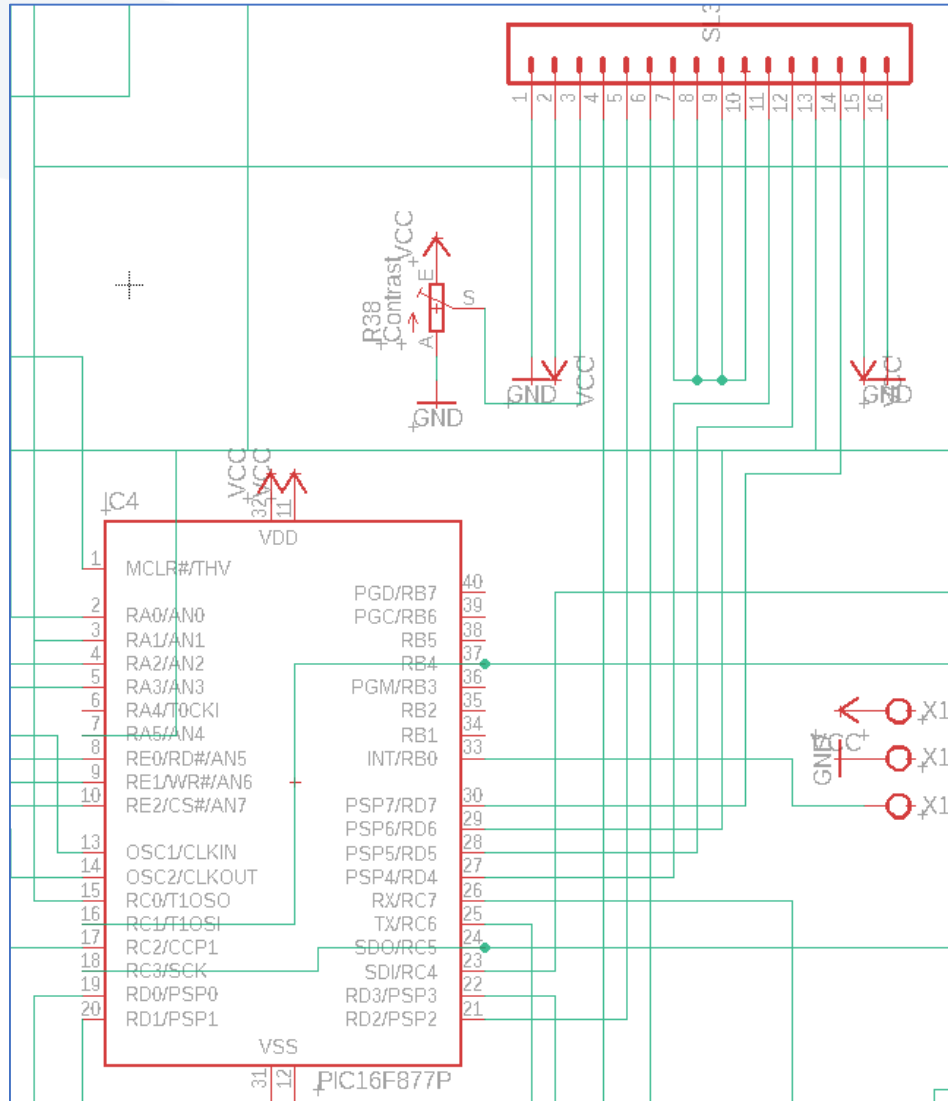 SL3
1
2
3
4
5
6
7
8
9
10
11
12
13
14
15
16
VCC
E
S
R38
Contrast
A
GND
GND
VCC
GND
VCC
VCC
VCC
IC4
32
11
VDD
1 MCLR#/THV
PGD/RB7 40
2 RA0/AN0
PGC/RB6 39
3 RA1/AN1
RB5 38
4 RA2/AN2
RB4 37
5 RA3/AN3
PGM/RB3 36
6 RA4/T0CKI
RB2 35
7 RA5/AN4
RB1 34
8 RE0/RD#/AN5
INT/RB0 33
9 RE1/WR#/AN6
10 RE2/CS#/AN7
PSP7/RD7 30
PSP6/RD6 29
13 OSC1/CLKIN
PSP5/RD5 28
14 OSC2/CLKOUT
PSP4/RD4 27
15 RC0/T1OSO
RX/RC7 26
16 RC1/T1OSI
TX/RC6 25
17 RC2/CCP1
SDO/RC5 24
18 RC3/SCK
SDI/RC4 23
19 RD0/PSP0
RD3/PSP3 22
20 RD1/PSP1
RD2/PSP2 21
VSS
31
12
PIC16F877P
X1
VCC
GND
X1
X1